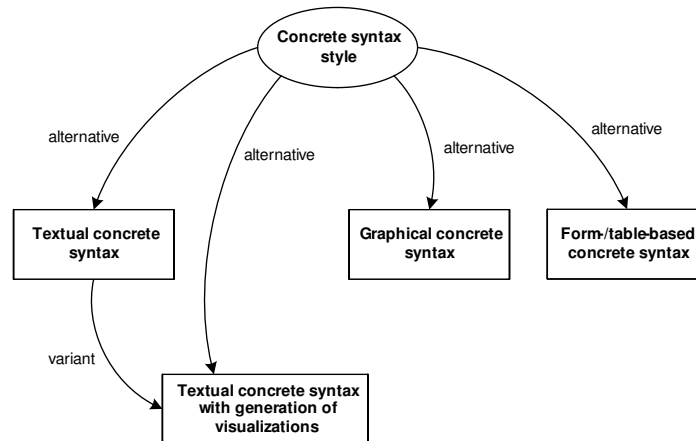 Concrete syntax
style
alternative
alternative
alternative
alternative
Textual concrete
syntax
Graphical concrete
syntax
Form-/table-based
concrete syntax
variant
Textual concrete syntax
with generation of
visualizations